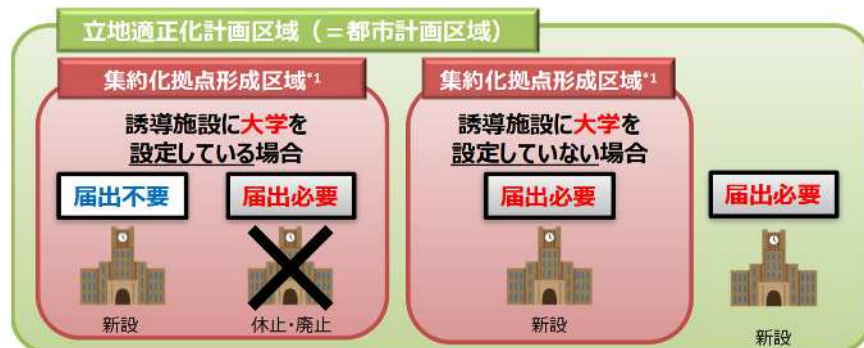 立地適正化計画区域（＝都市計画区域）
集約化拠点形成区域*1
誘導施設に大学を
設定している場合
届出不要
届出必要
新設
休止・廃止
集約化拠点形成区域*1
誘導施設に大学を
設定していない場合
届出必要
新設
届出必要
新設